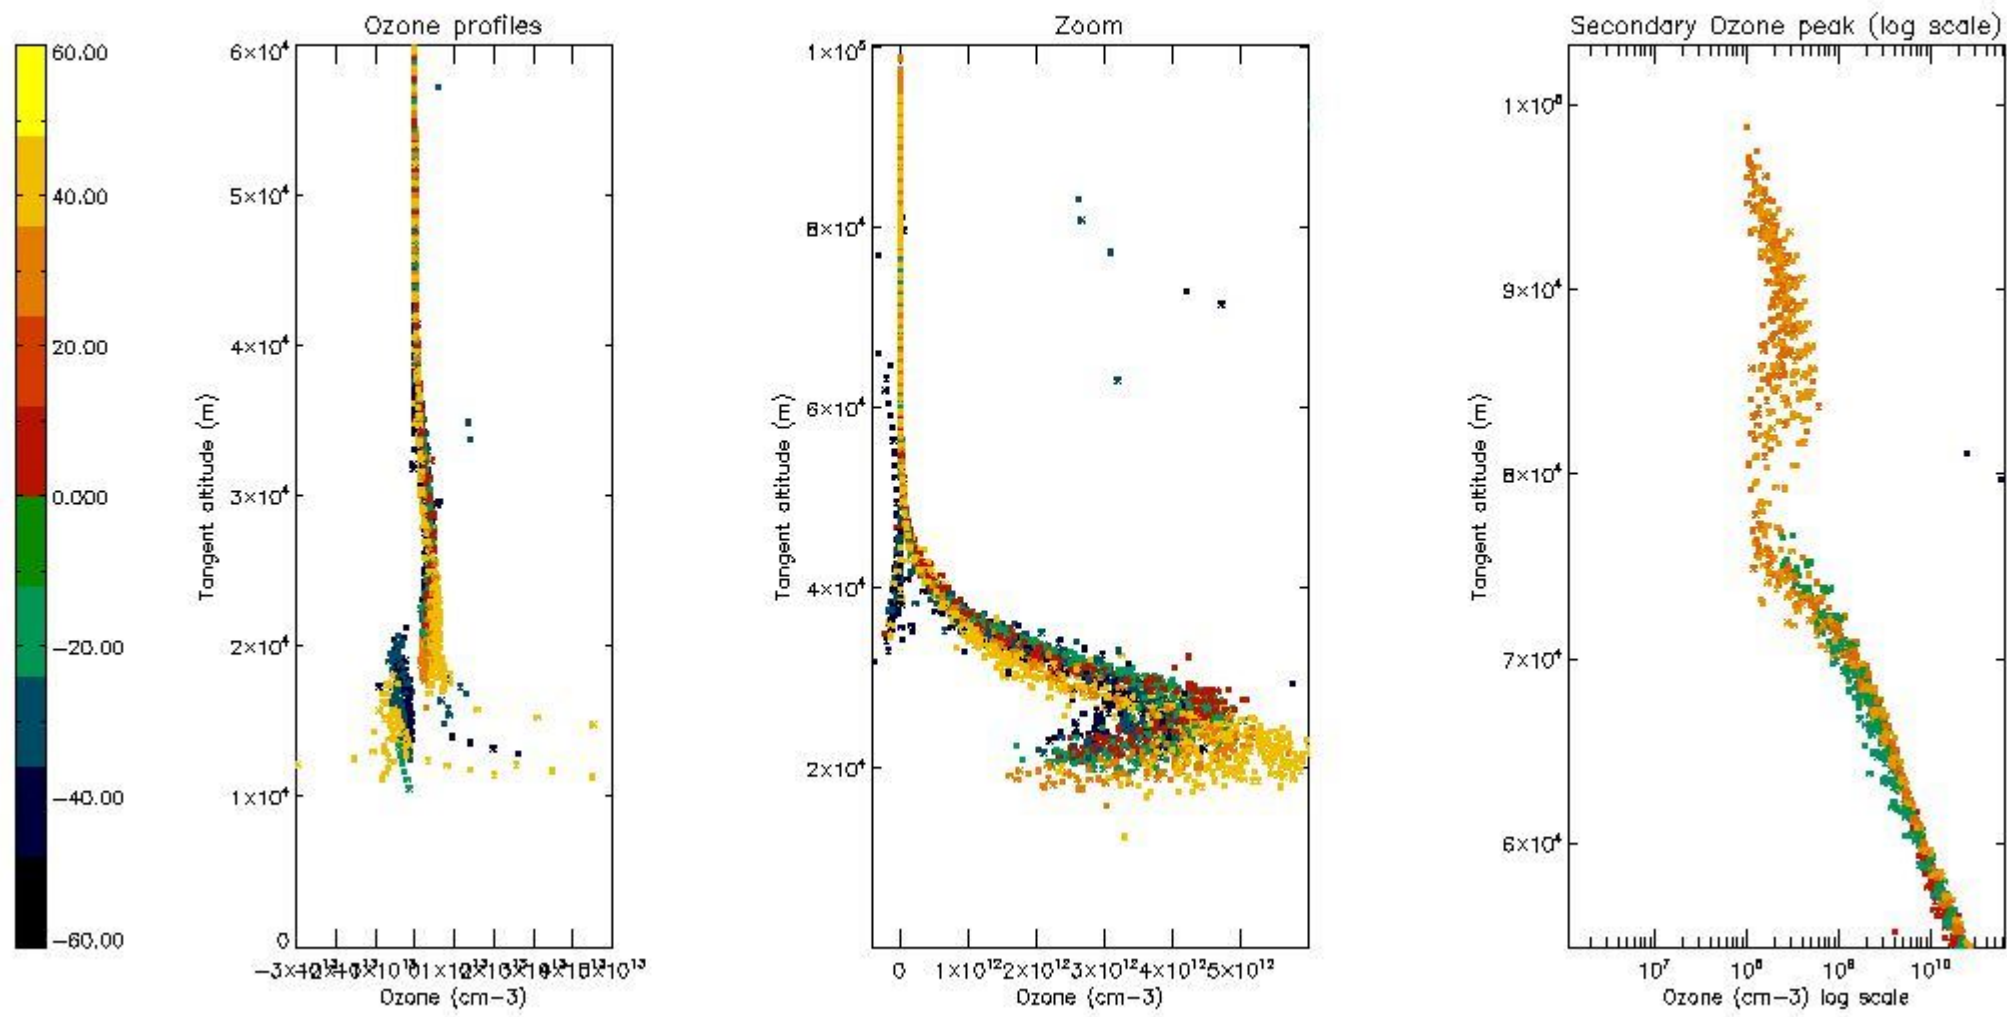 Ozone profiles
Zoom
Secondary Ozone peak (log scale)
60.00
40.00
20.00
0.000
−20.00
−40.00
−60.00
6×10⁴
5×10⁴
4×10⁴
3×10⁴
2×10⁴
1×10⁴
0
Tangent altitude (m)
Ozone (cm−3)
1×10⁵
8×10⁴
6×10⁴
4×10⁴
2×10⁴
Tangent altitude (m)
0 1×10¹² 2×10¹² 3×10¹² 4×10¹² 5×10¹²
Ozone (cm−3)
9×10⁴
8×10⁴
7×10⁴
6×10⁴
Tangent altitude (m)
10⁷ 10⁸ 10⁹ 10¹⁰
Ozone (cm−3) log scale